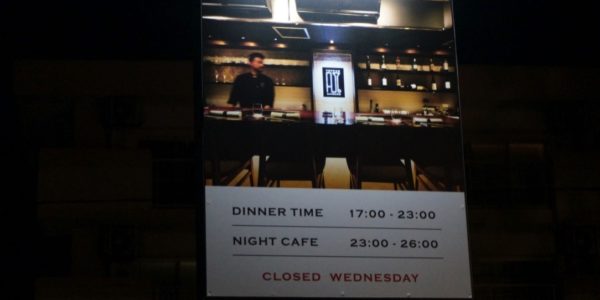 DINNER TIME 17:00 - 23:00
NIGHT CAFE 23:00 - 26:00
CLOSED WEDNESDAY